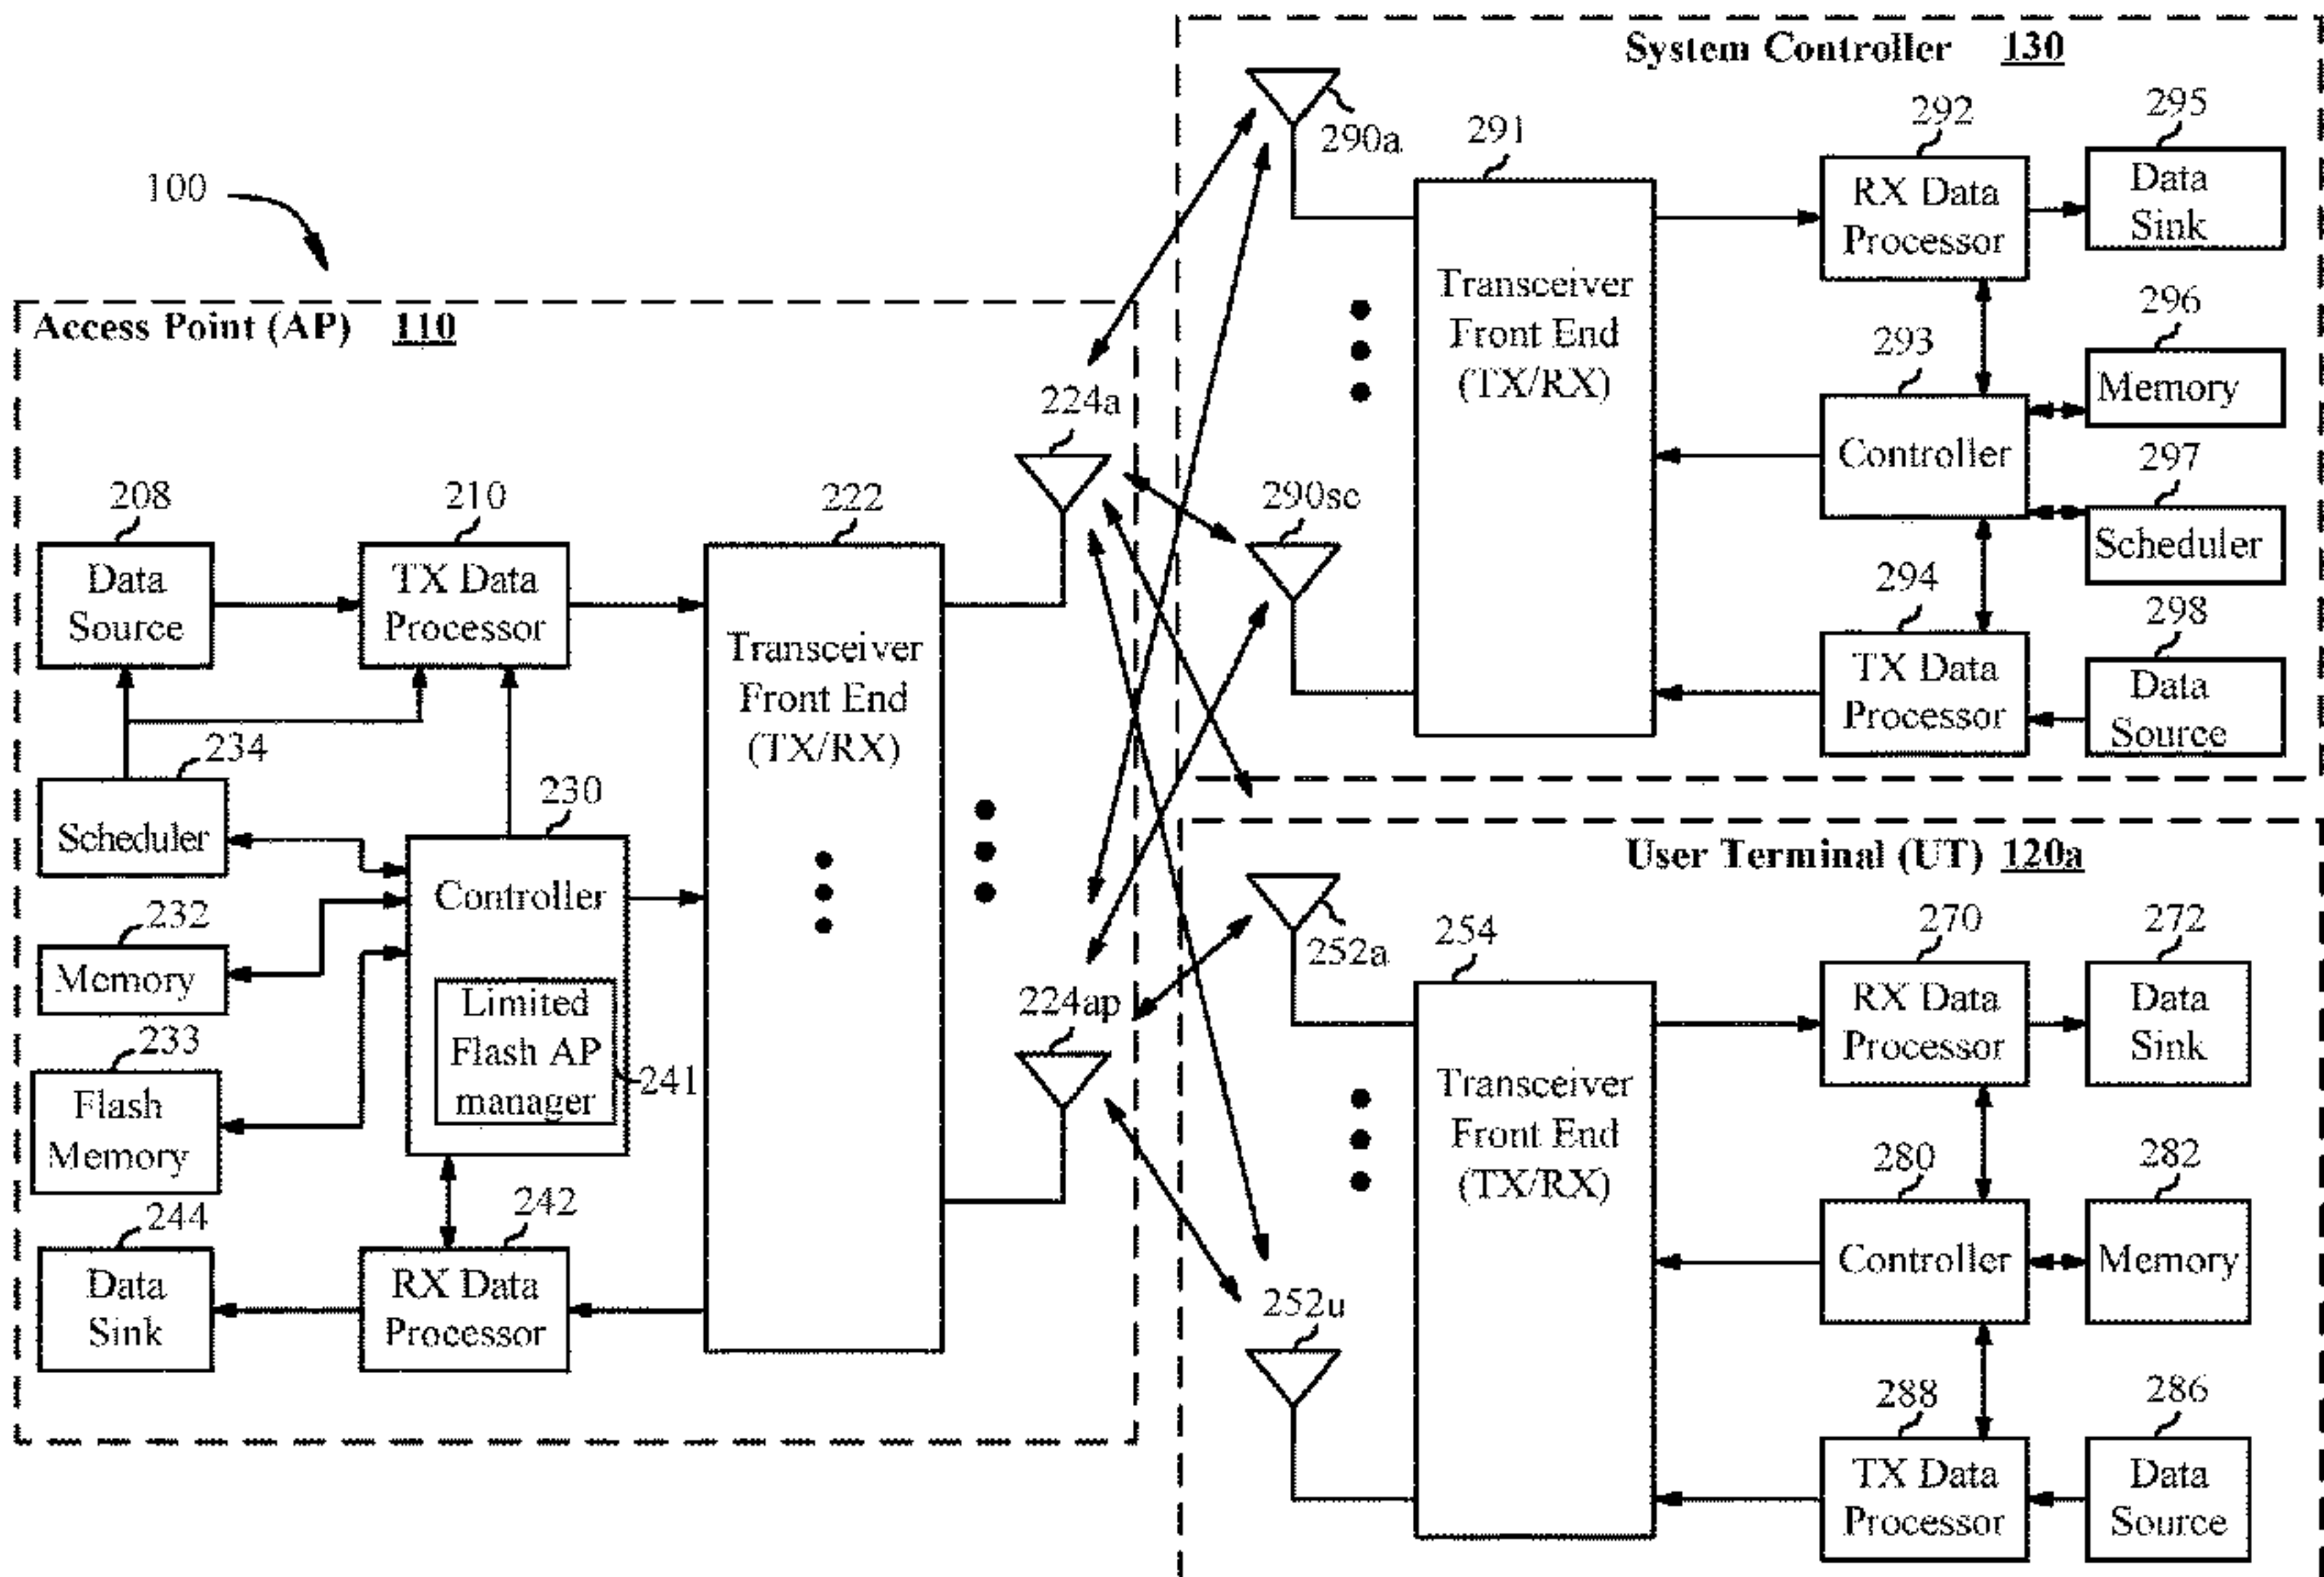 100
Access Point (AP) 110
208
Data
Source
210
TX Data
Processor
222
Transceiver
Front End
(TX/RX)
224a
234
Scheduler
230
Controller
232
Memory
Limited
Flash AP
manager
241
233
Flash
Memory
224ap
244
Data
Sink
242
RX Data
Processor
System Controller 130
290a
291
Transceiver
Front End
(TX/RX)
292
RX Data
Processor
295
Data
Sink
293
Controller
296
Memory
297
Scheduler
290sc
294
TX Data
Processor
298
Data
Source
User Terminal (UT) 120a
252a
254
Transceiver
Front End
(TX/RX)
270
RX Data
Processor
272
Data
Sink
280
Controller
282
Memory
252u
288
TX Data
Processor
286
Data
Source